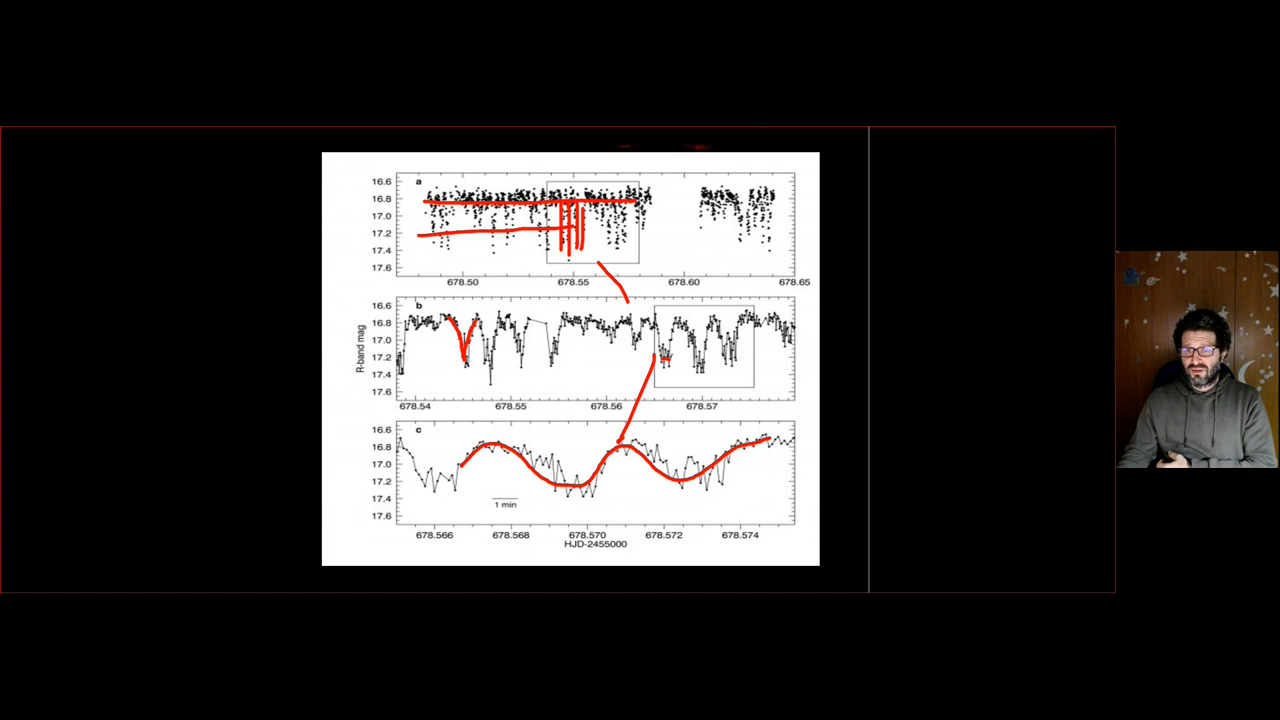 a
16.6
16.8
17.0
17.2
17.4
17.6
678.50 678.55 678.60 678.65
b
16.6
16.8
17.0
17.2
17.4
17.6
R-band mag
678.54 678.55 678.56 678.57
c
16.6
16.8
17.0
17.2
17.4
17.6
1 min
678.566 678.568 678.570 678.572 678.574
HJD-2455000